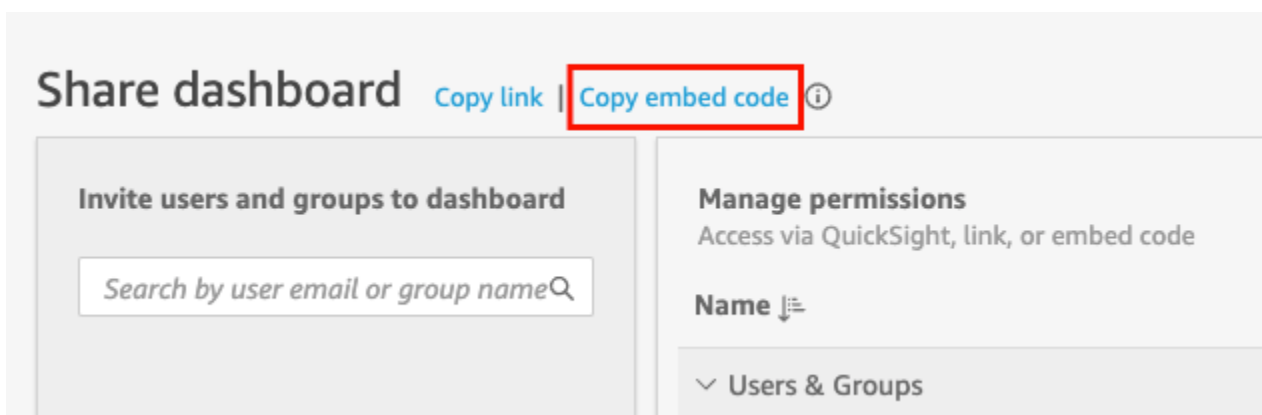 Share dashboard Copy link | Copy embed code
Invite users and groups to dashboard
Search by user email or group name
Manage permissions
Access via QuickSight, link, or embed code
Name
Users & Groups